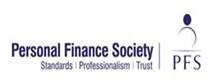 Personal Finance Society
Standards | Professionalism | Trust
PFS